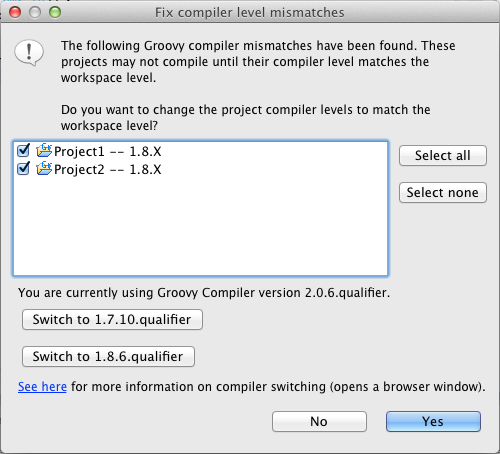 Fix compiler level mismatches
The following Groovy compiler mismatches have been found. These
projects may not compile until their compiler level matches the
workspace level.
Do you want to change the project compiler levels to match the
workspace level?
Project1 -- 1.8.X
Project2 -- 1.8.X
Select all
Select none
You are currently using Groovy Compiler version 2.0.6.qualifier.
Switch to 1.7.10.qualifier
Switch to 1.8.6.qualifier
See here for more information on compiler switching (opens a browser window).
No
Yes